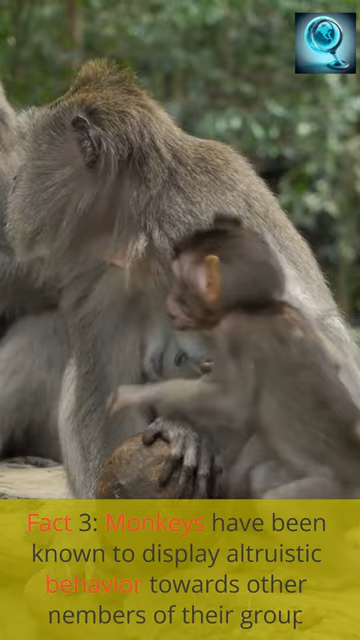 Fact 3: Monkeys have been
known to display altruistic
behavior towards other
nembers of their group